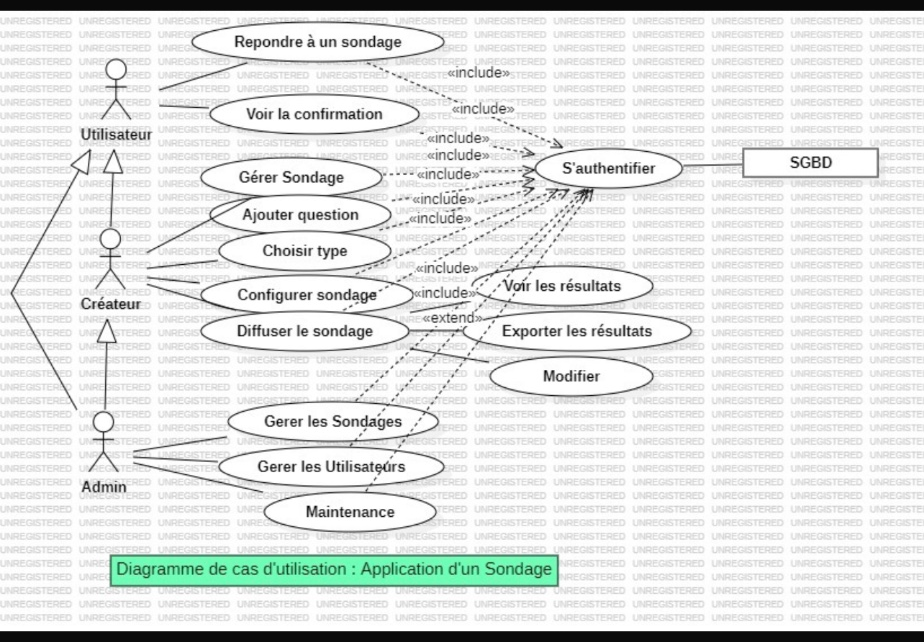 Repondre à un sondage
«include»
«include»
Voir la confirmation
Utilisateur
«include»
«include»
S'authentifier
SGBD
Gérer Sondage
«include»
Ajouter question
«include»
«include»
Choisir type
«include»
Voir les résultats
Configurer sondage
«include»
Créateur
«extend»
Diffuser le sondage
Exporter les résultats
Modifier
Gerer les Sondages
Gerer les Utilisateurs
Admin
Maintenance
Diagramme de cas d'utilisation : Application d'un Sondage
UNREGISTERED